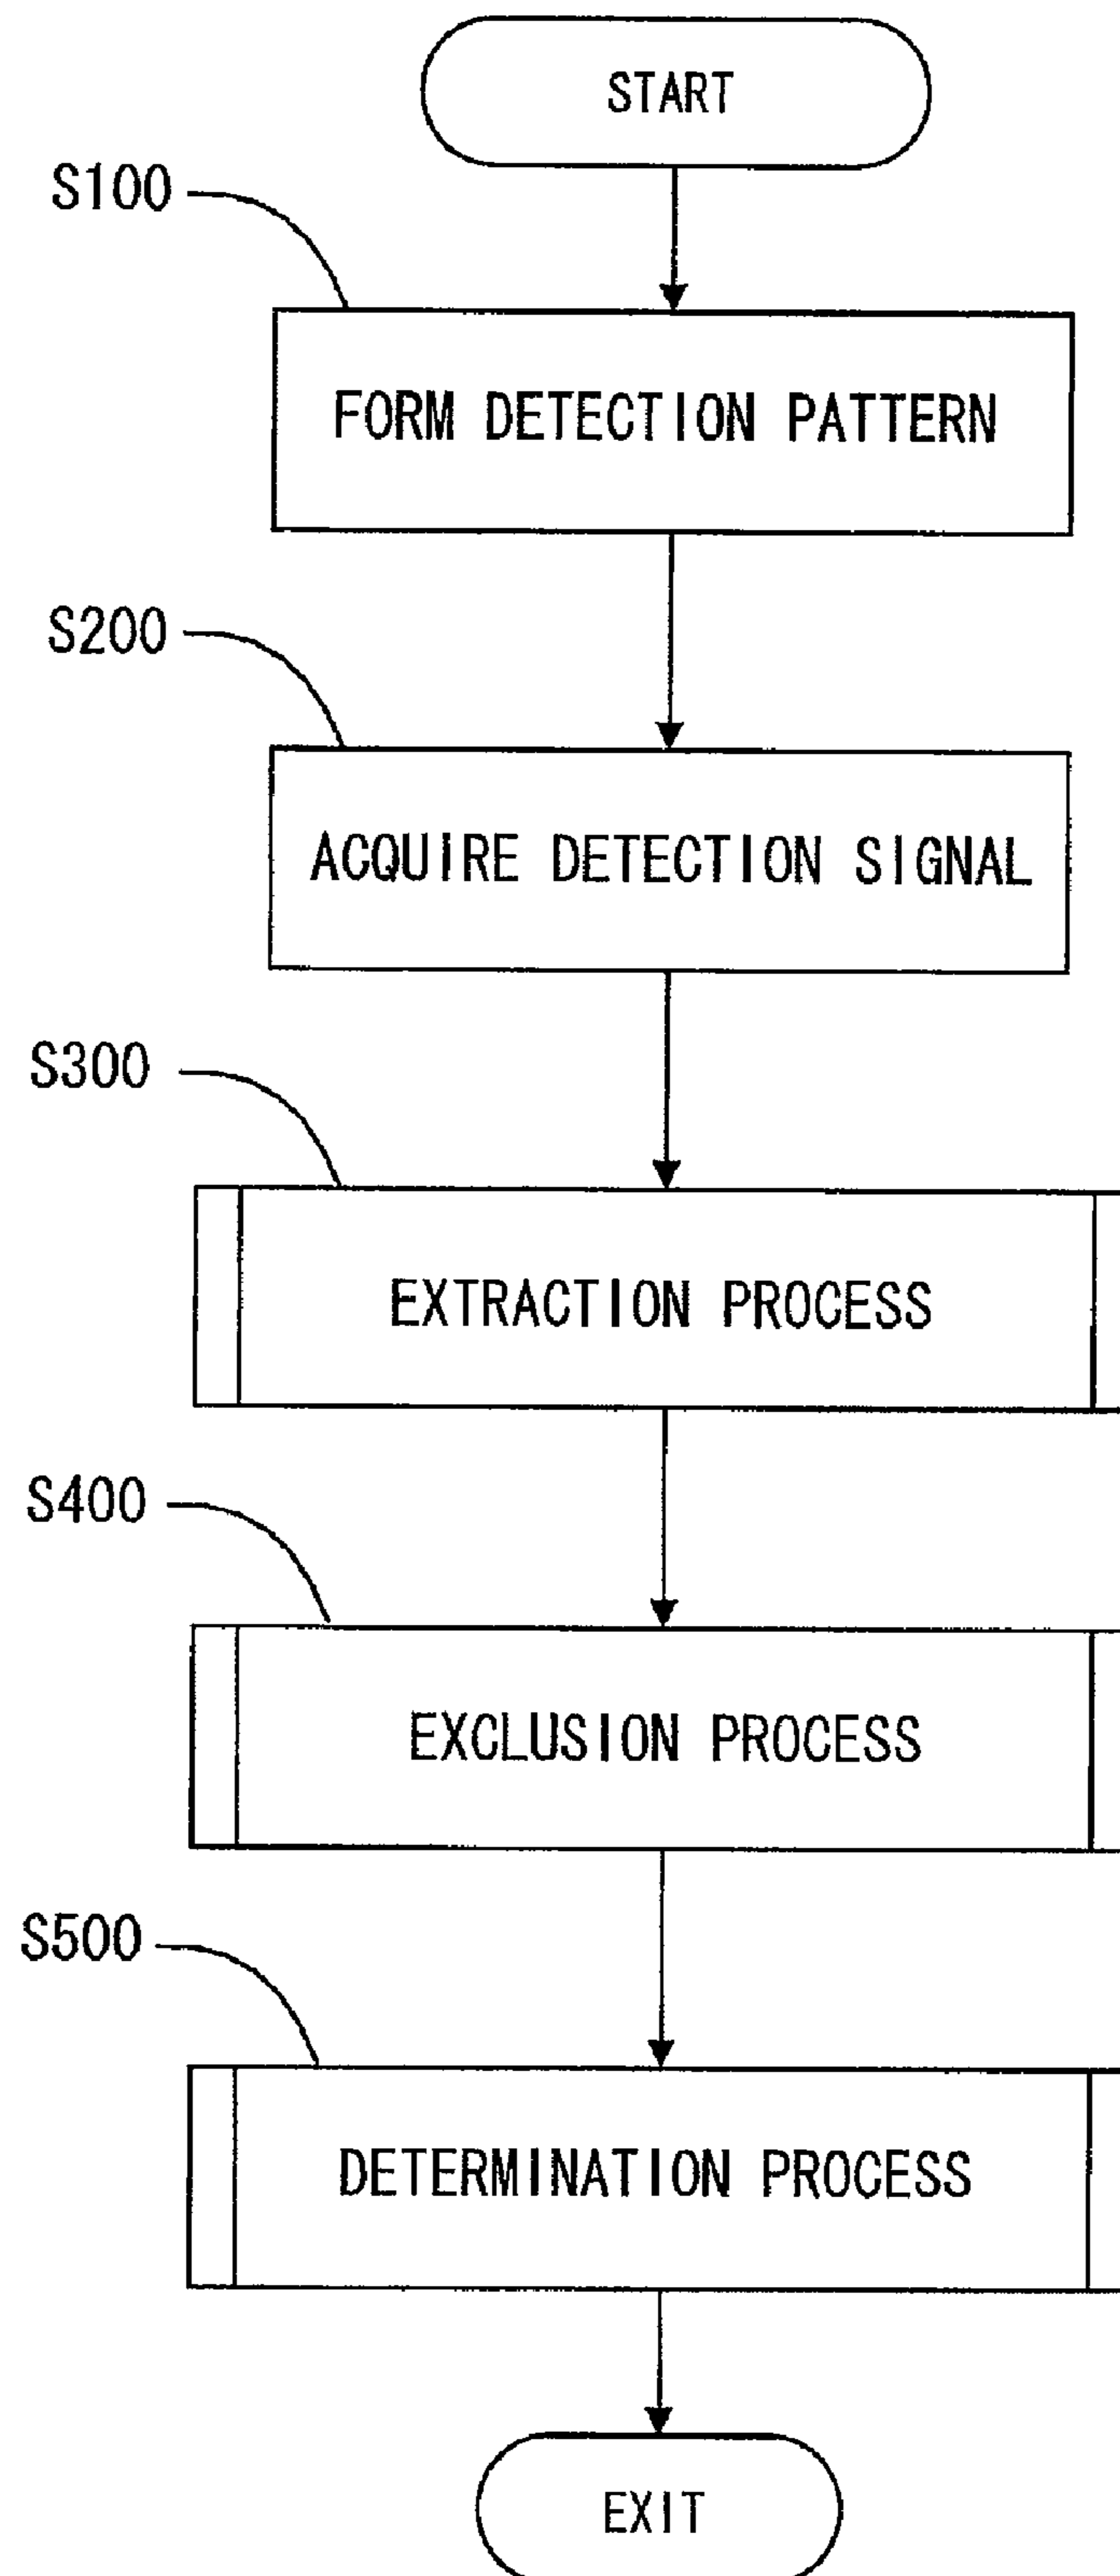 START
S100
FORM DETECTION PATTERN
S200
ACQUIRE DETECTION SIGNAL
S300
EXTRACTION PROCESS
S400
EXCLUSION PROCESS
S500
DETERMINATION PROCESS
EXIT